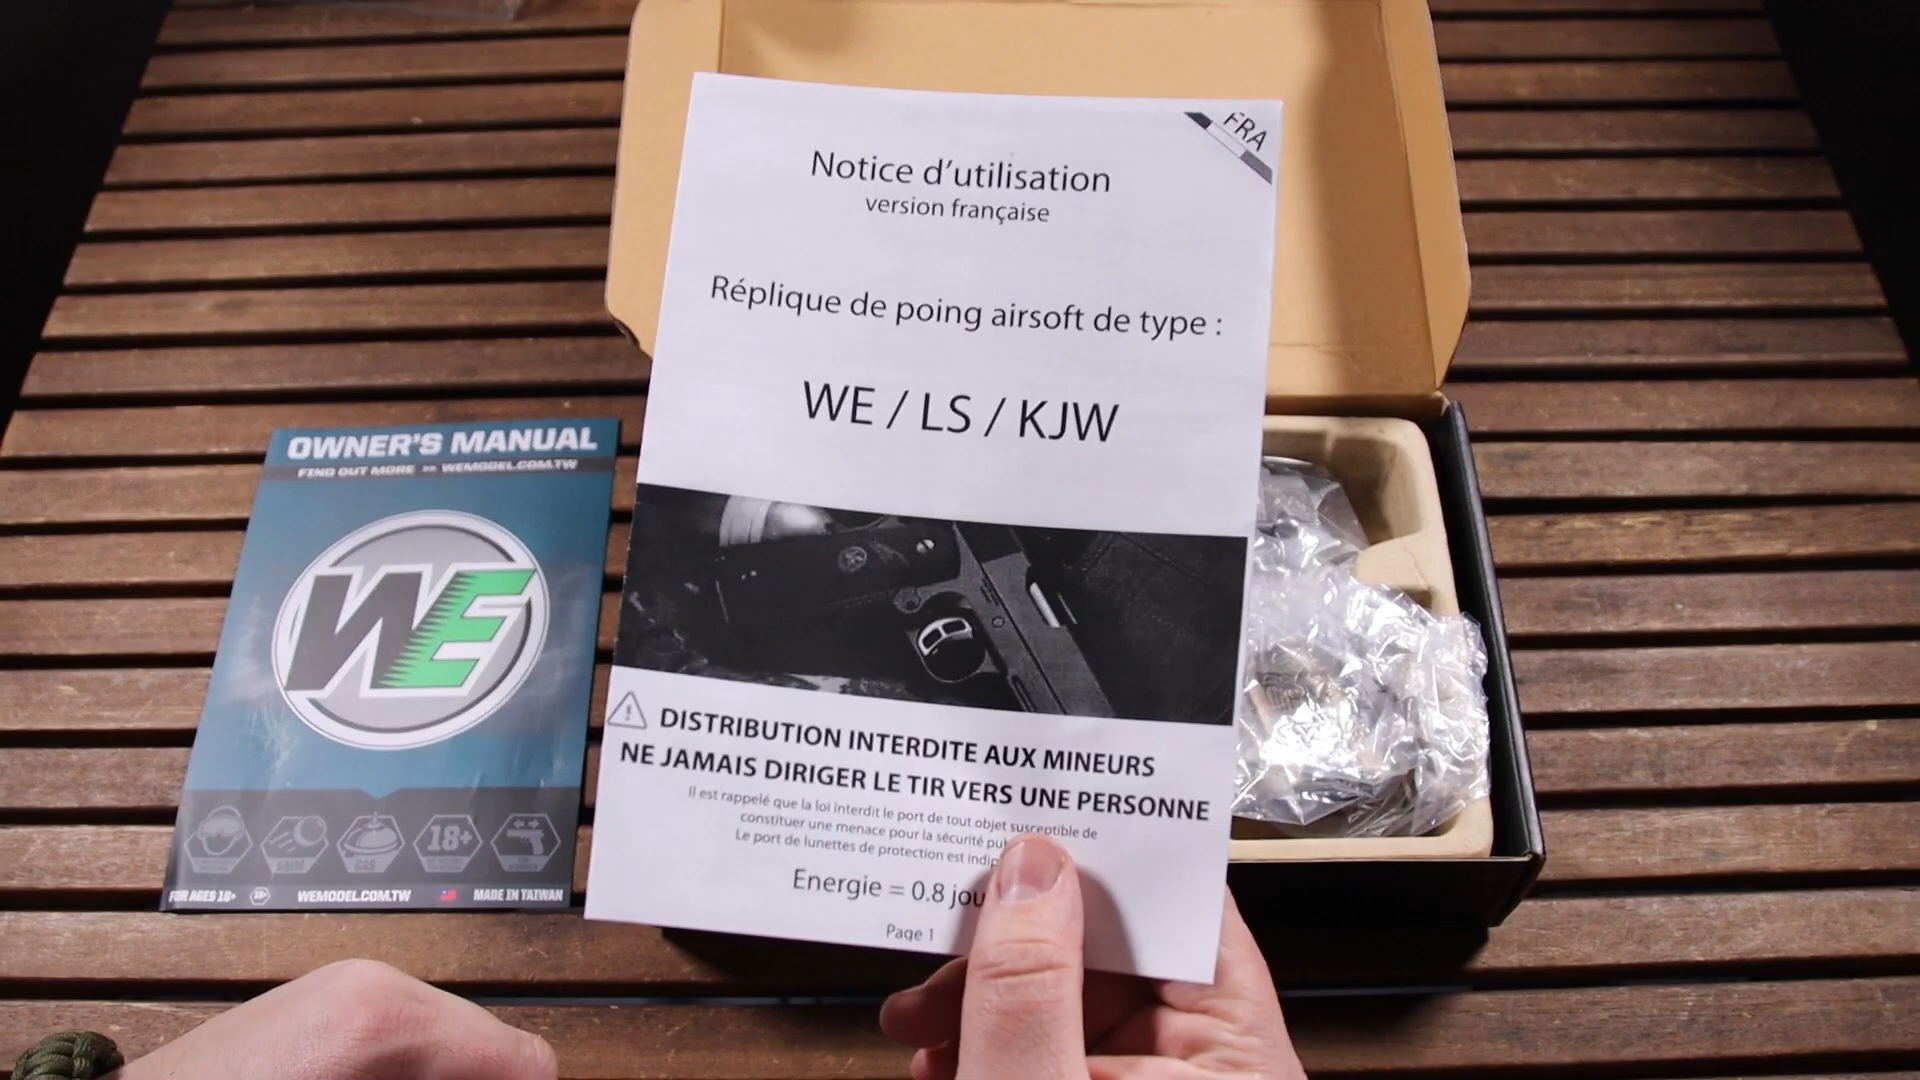 FRA
Notice d'utilisation
version française
Réplique de poing airsoft de type :
WE / LS / KJW
DISTRIBUTION INTERDITE AUX MINEURS
NE JAMAIS DIRIGER LE TIR VERS UNE PERSONNE
Il est rappelé que la loi interdit le port de tout objet susceptible de
constituer une menace pour la sécurité
Le port de lunettes de protection est
Energie = 0.8
Page 1
OWNER'S MANUAL
FIND OUT MORE >> WEMODEL.COM.TW
WE
6MM
GAS
18+
FOR AGES 18+
18+
WEMODEL.COM.TW
MADE IN TAIWAN